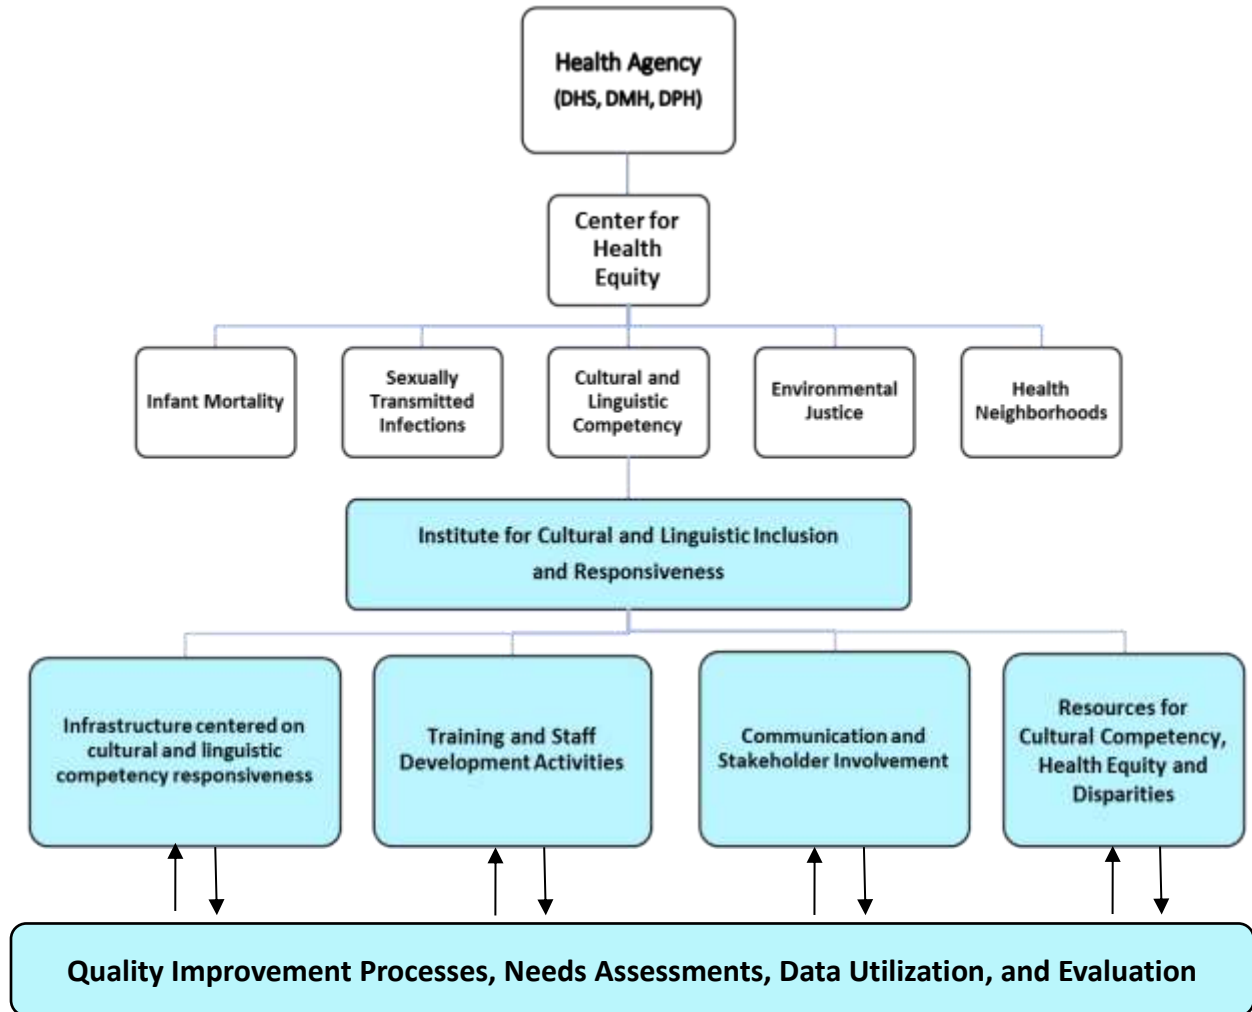 Health Agency
(DHS, DMH, DPH)
Center for
Health
Equity
Infant Mortality
Sexually
Transmitted
Infections
Cultural and
Linguistic
Competency
Environmental
Justice
Health
Neighborhoods
Institute for Cultural and Linguistic Inclusion
and Responsiveness
Infrastructure centered on
cultural and linguistic
competency responsiveness
Training and Staff
Development Activities
Communication and
Stakeholder Involvement
Resources for
Cultural Competency,
Health Equity and
Disparities
Quality Improvement Processes, Needs Assessments, Data Utilization, and Evaluation